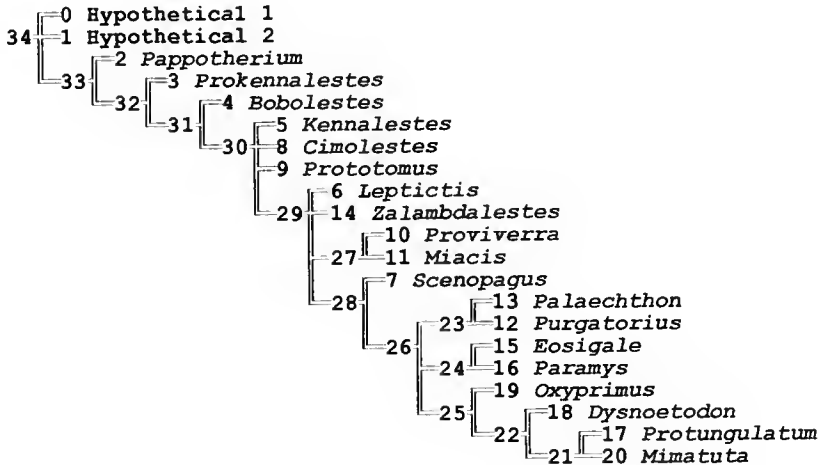 0 Hypothetical 1
34 1 Hypothetical 2
2 Pappotherium
33
3 Prokennalestes
32
4 Bobolestes
31
5 Kennalestes
30 8 Cimolestes
9 Prototomus
6 Leptictis
29 14 Zalambdalestes
10 Proviverra
27 11 Miacis
7 Scenopagus
28
13 Palaechthon
23 12 Purgatorius
26 15 Eosigale
24 16 Paramys
19 Oxyprimus
25 18 Dysnoetodon
22 17 Protungulatum
21 20 Mimatuta